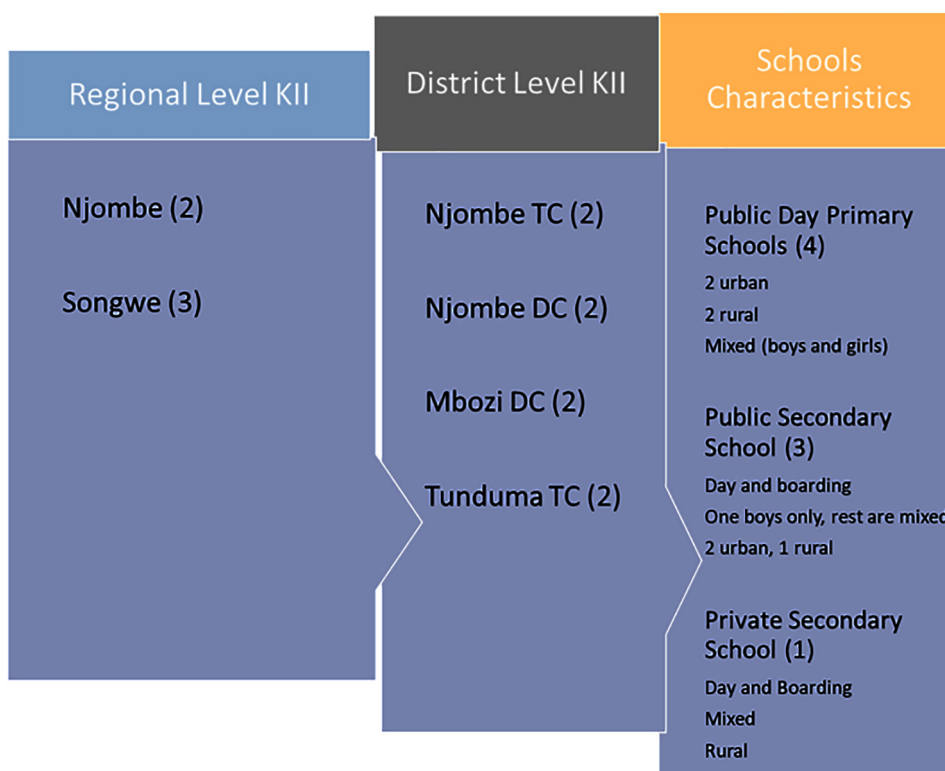 Regional Level KII
Njombe (2)
Songwe (3)
District Level KII
Njombe TC (2)
Njombe DC (2)
Mbozi DC (2)
Tunduma TC (2)
Schools
Characteristics
Public Day Primary
Schools (4)
2 urban
2 rural
Mixed (boys and girls)
Public Secondary
School (3)
Day and boarding
One boys only, rest are mixed
2 urban, 1 rural
Private Secondary
School (1)
Day and Boarding
Mixed
Rural